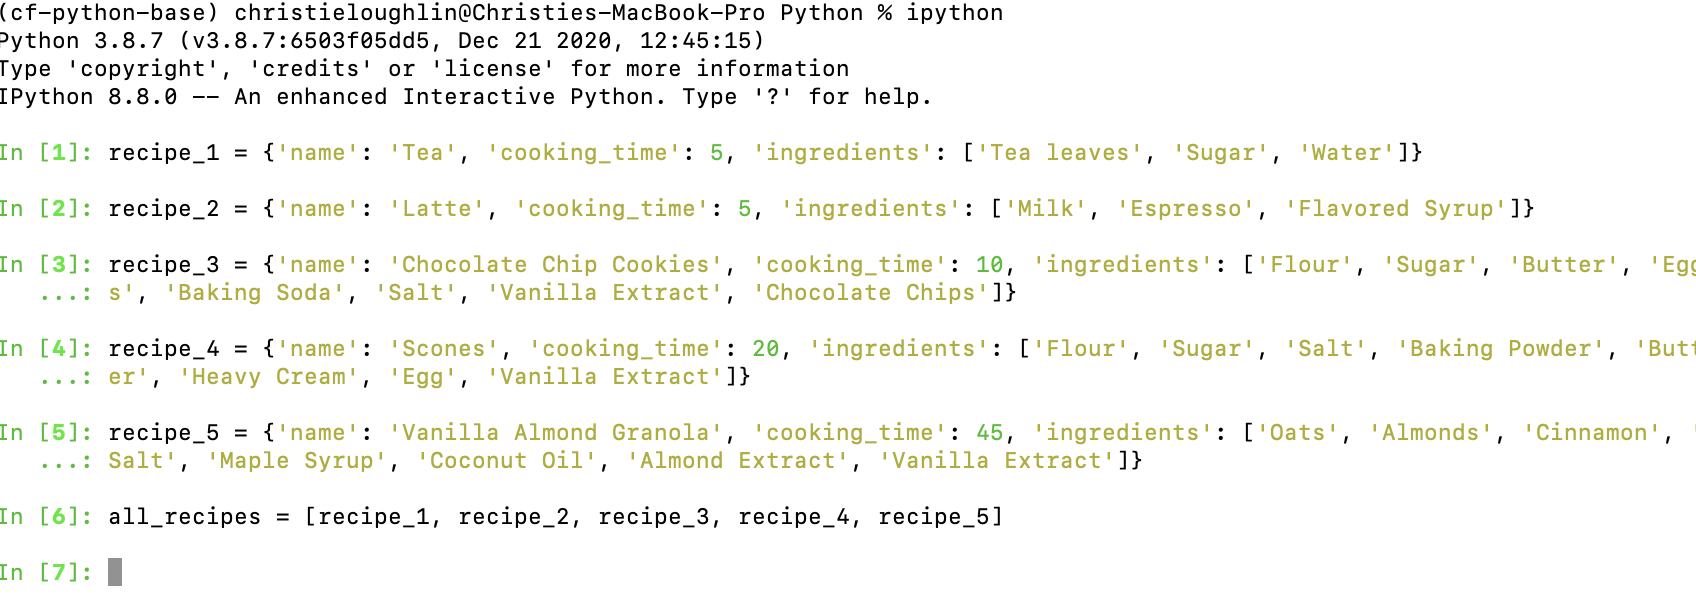 (cf-python-base) christieloughlin@Christies-MacBook-Pro Python % ipython
Python 3.8.7 (v3.8.7:6503f05dd5, Dec 21 2020, 12:45:15)
Type 'copyright', 'credits' or 'license' for more information
IPython 8.8.0 -- An enhanced Interactive Python. Type '?' for help.
In [1]: recipe_1 = {'name': 'Tea', 'cooking_time': 5, 'ingredients': ['Tea leaves', 'Sugar', 'Water']}
In [2]: recipe_2 = {'name': 'Latte', 'cooking_time': 5, 'ingredients': ['Milk', 'Espresso', 'Flavored Syrup']}
In [3]: recipe_3 = {'name': 'Chocolate Chip Cookies', 'cooking_time': 10, 'ingredients': ['Flour', 'Sugar', 'Butter', 'Egg
...: s', 'Baking Soda', 'Salt', 'Vanilla Extract', 'Chocolate Chips']}
In [4]: recipe_4 = {'name': 'Scones', 'cooking_time': 20, 'ingredients': ['Flour', 'Sugar', 'Salt', 'Baking Powder', 'Butt
...: er', 'Heavy Cream', 'Egg', 'Vanilla Extract']}
In [5]: recipe_5 = {'name': 'Vanilla Almond Granola', 'cooking_time': 45, 'ingredients': ['Oats', 'Almonds', 'Cinnamon', '
...: Salt', 'Maple Syrup', 'Coconut Oil', 'Almond Extract', 'Vanilla Extract']}
In [6]: all_recipes = [recipe_1, recipe_2, recipe_3, recipe_4, recipe_5]
In [7]: